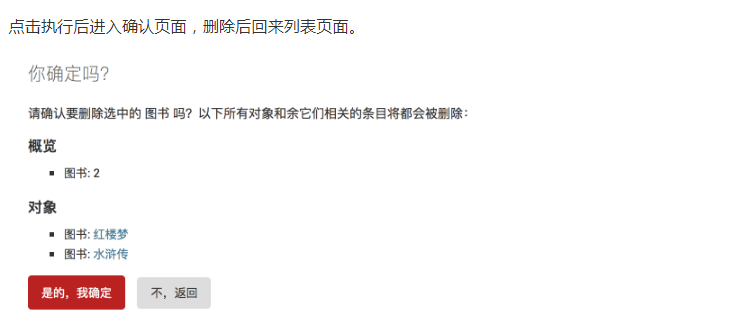 点击执行后进入确认页面，删除后回来列表页面。
你确定吗？
请确认要删除选中的 图书 吗？以下所有对象和余它们相关的条目将都会被删除：
概览
图书: 2
对象
图书: 红楼梦
图书: 水浒传
是的，我确定 不，返回